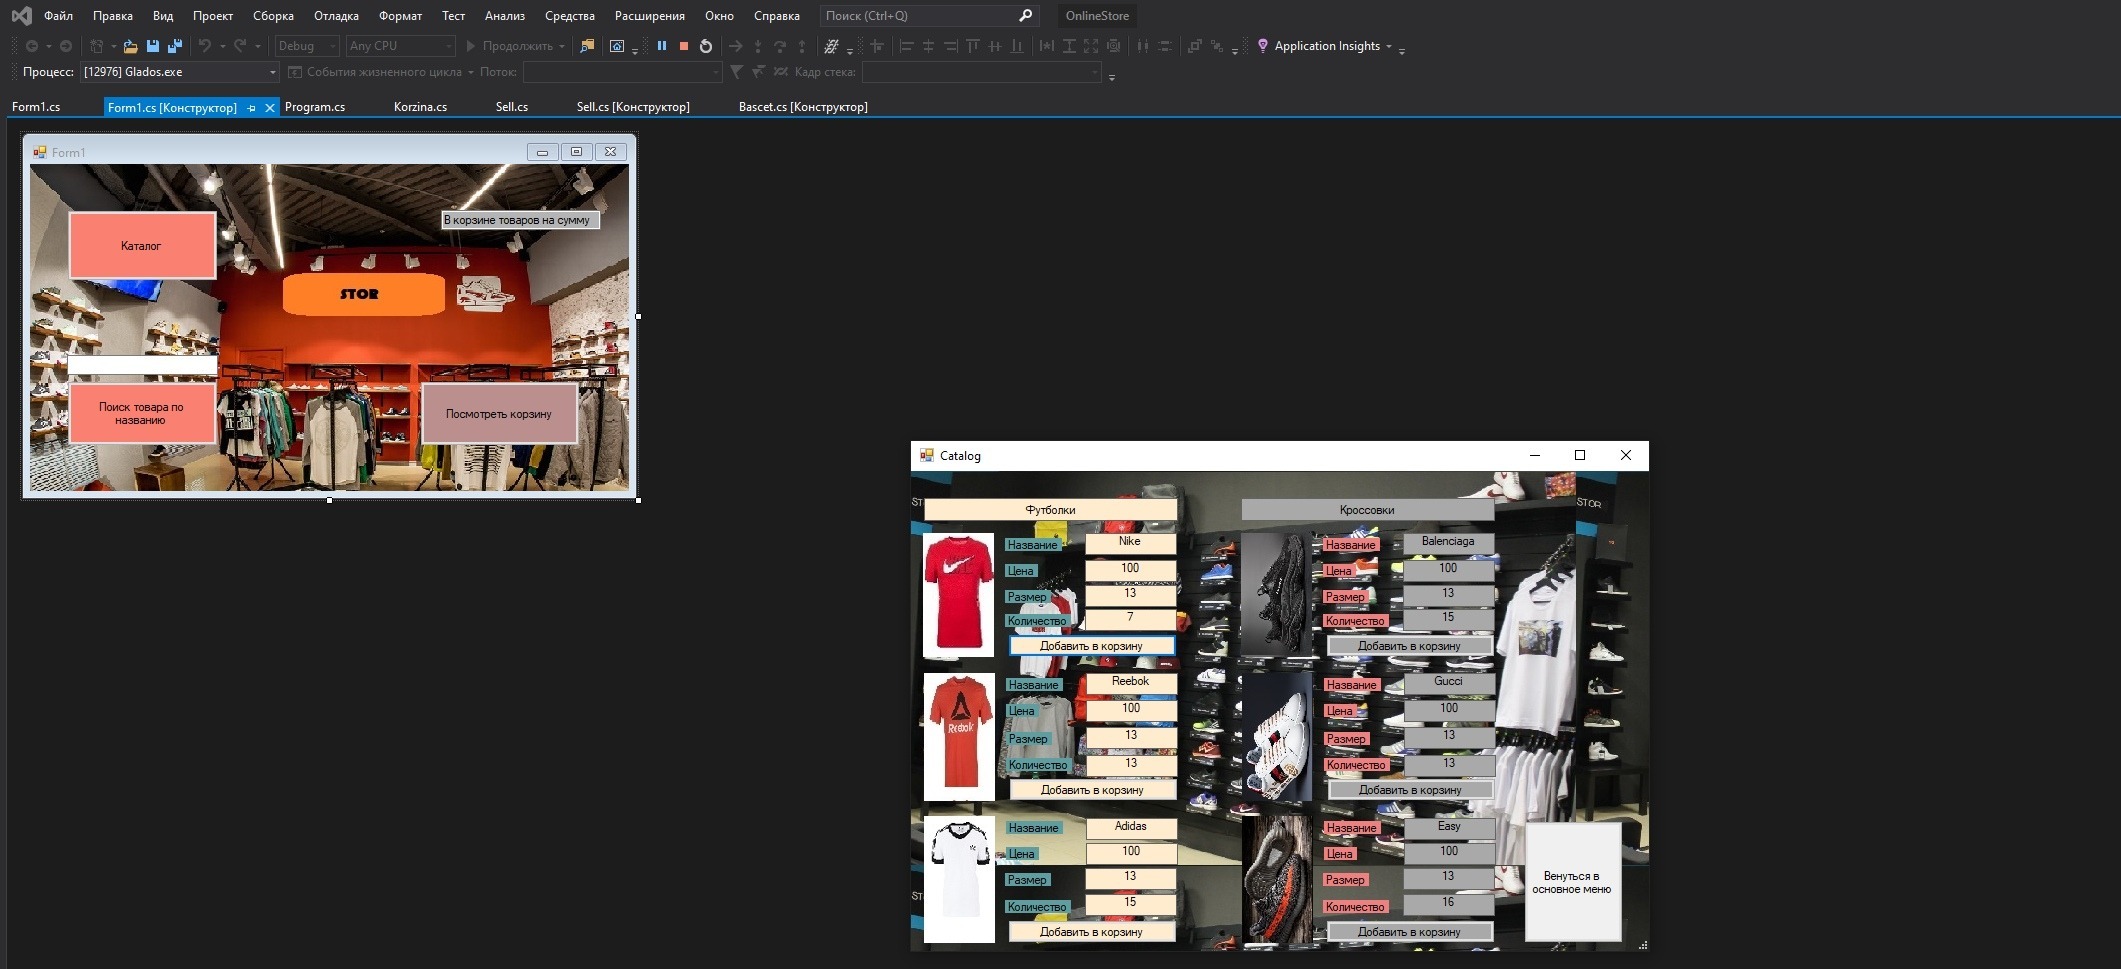 Файл Правка Вид Проект Сборка Отладка Формат Тест Анализ Средства Расширения Окно Справка Поиск (Ctrl+Q) OnlineStore
Debug Any CPU Продолжить Application Insights
Процесс: [12976] Glados.exe События жизненного цикла Поток: Кадр стека:
Form1.cs Form1.cs [Конструктор] Program.cs Korzina.cs Sell.cs Sell.cs [Конструктор] Bascet.cs [Конструктор]
Form1
В корзине товаров на сумму
Каталог
STOR
Поиск товара по
названию
Посмотреть корзину
Catalog
Футболки
Название Nike
Цена 100
Размер 13
Количество 7
Добавить в корзину
Название Reebok
Цена 100
Размер 13
Количество 13
Добавить в корзину
Reebok
Название Adidas
Цена 100
Размер 13
Количество 15
Добавить в корзину
Кроссовки
STOR
Название Balenciaga
Цена 100
Размер 13
Количество 15
Добавить в корзину
Название Gucci
Цена 100
Размер 13
Количество 13
Добавить в корзину
Название Easy
Цена 100
Размер 13
Количество 16
Добавить в корзину
Венуться в
основное меню